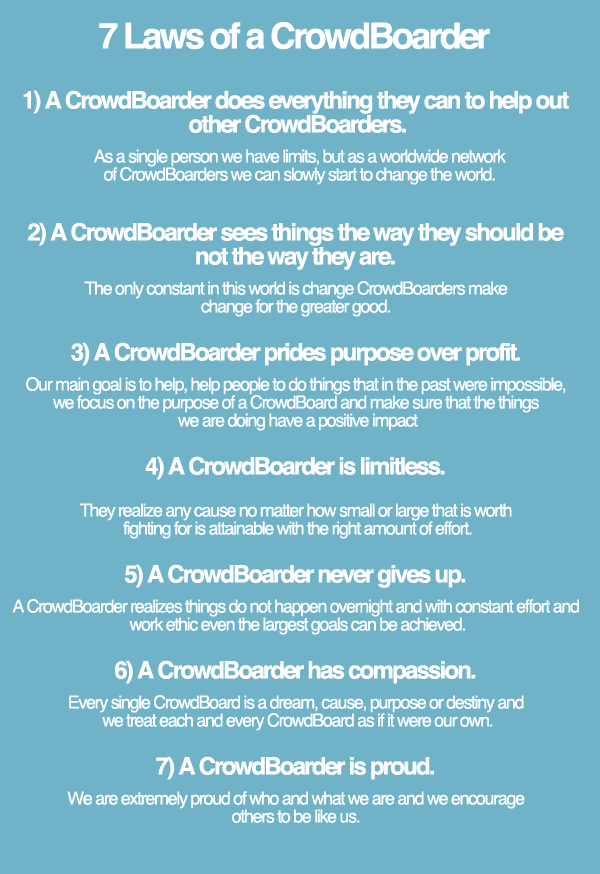 7 Laws of a CrowdBoarder
1) A CrowdBoarder does everything they can to help out
other CrowdBoarders.
As a single person we have limits, but as a worldwide network
of CrowdBoarders we can slowly start to change the world.
2) A CrowdBoarder sees things the way they should be
not the way they are.
The only constant in this world is change CrowdBoarders make
change for the greater good.
3) A CrowdBoarder prides purpose over profit.
Our main goal is to help, help people to do things that in the past were impossible,
we focus on the purpose of a CrowdBoard and make sure that the things
we are doing have a positive impact
4) A CrowdBoarder is limitless.
They realize any cause no matter how small or large that is worth
fighting for is attainable with the right amount of effort.
5) A CrowdBoarder never gives up.
A CrowdBoarder realizes things do not happen overnight and with constant effort and
work ethic even the largest goals can be achieved.
6) A CrowdBoarder has compassion.
Every single CrowdBoard is a dream, cause, purpose or destiny and
we treat each and every CrowdBoard as if it were our own.
7) A CrowdBoarder is proud.
We are extremely proud of who and what we are and we encourage
others to be like us.